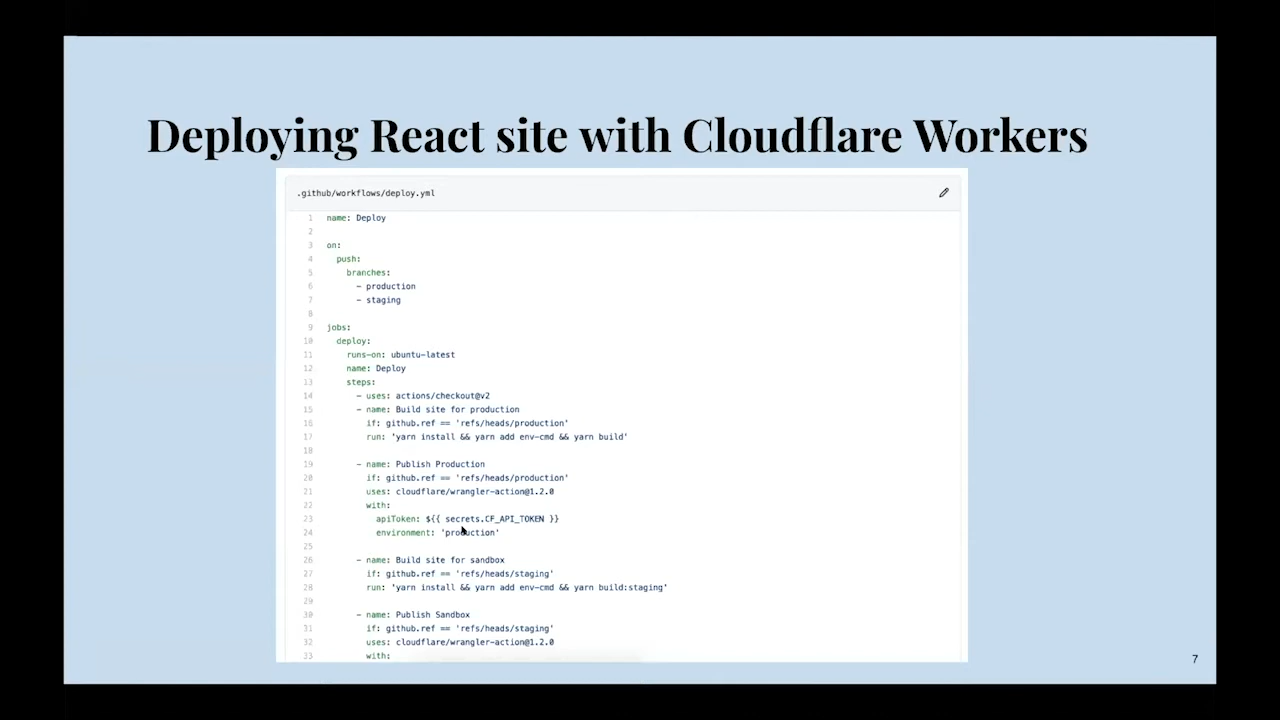 Deploying React site with Cloudflare Workers
.github/workflows/deploy.yml
1 name: Deploy
2
3 on:
4 push:
5 branches:
6 - production
7 - staging
8
9 jobs:
10 deploy:
11 runs-on: ubuntu-latest
12 name: Deploy
13 steps:
14 - uses: actions/checkout@v2
15 - name: Build site for production
16 if: github.ref == 'refs/heads/production'
17 run: 'yarn install && yarn add env-cmd && yarn build'
18
19 - name: Publish Production
20 if: github.ref == 'refs/heads/production'
21 uses: cloudflare/wrangler-action@1.2.0
22 with:
23 apiToken: ${{ secrets.CF_API_TOKEN }}
24 environment: 'production'
25
26 - name: Build site for sandbox
27 if: github.ref == 'refs/heads/staging'
28 run: 'yarn install && yarn add env-cmd && yarn build:staging'
29
30 - name: Publish Sandbox
31 if: github.ref == 'refs/heads/staging'
32 uses: cloudflare/wrangler-action@1.2.0
33 with:
7